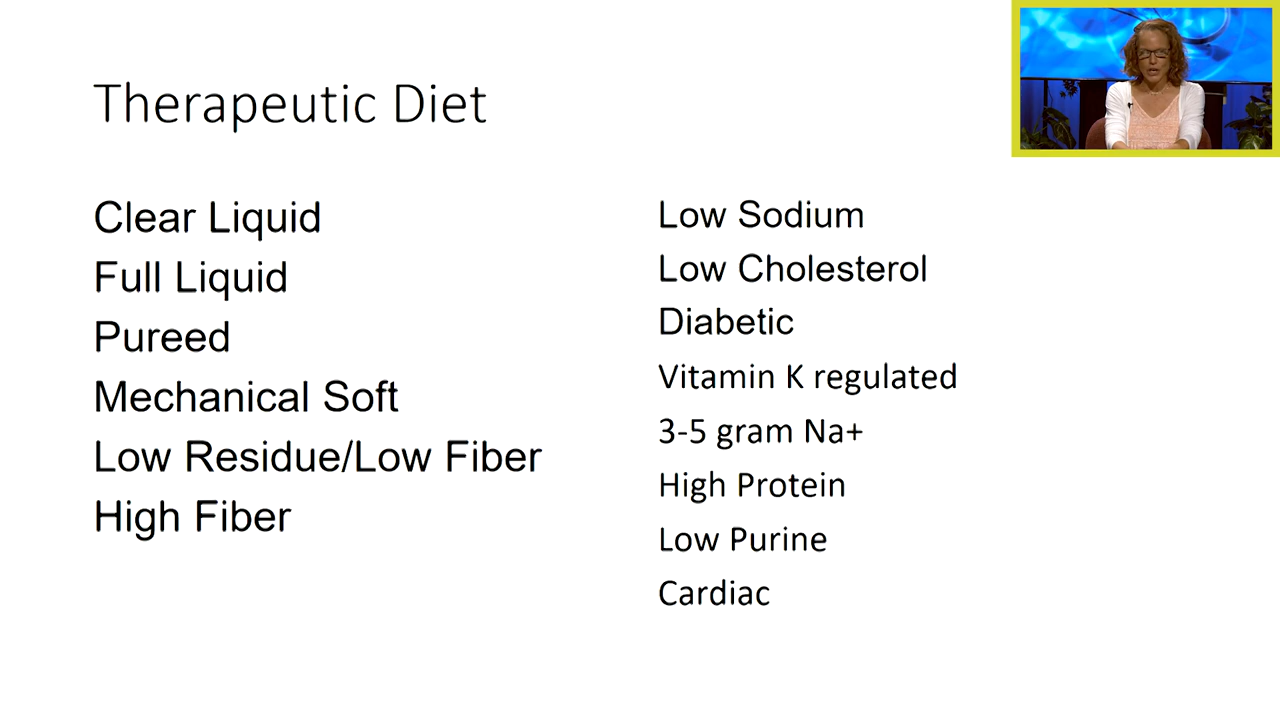 Therapeutic Diet
Clear Liquid
Full Liquid
Pureed
Mechanical Soft
Low Residue/Low Fiber
High Fiber
Low Sodium
Low Cholesterol
Diabetic
Vitamin K regulated
3-5 gram Na+
High Protein
Low Purine
Cardiac